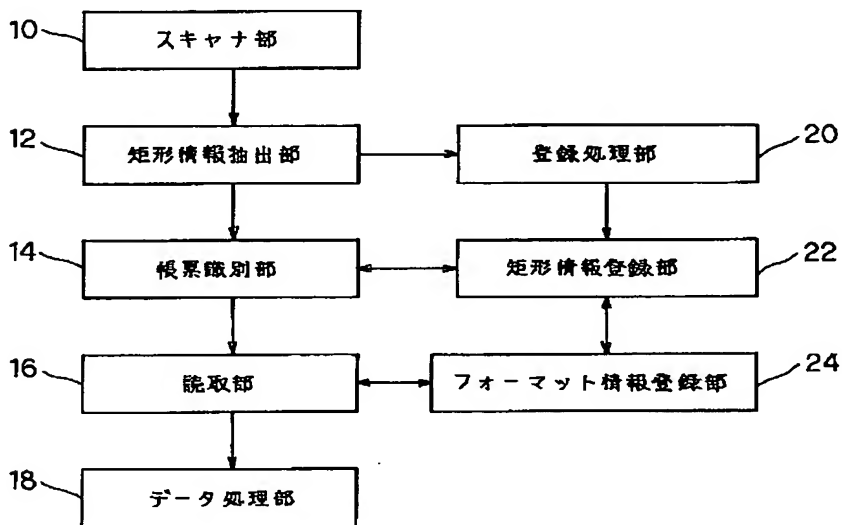 10 スキャナ部
12 矩形情報抽出部 登録処理部 20
14 帳票識別部 矩形情報登録部 22
16 読取部 フォーマット情報登録部 24
18 データ処理部